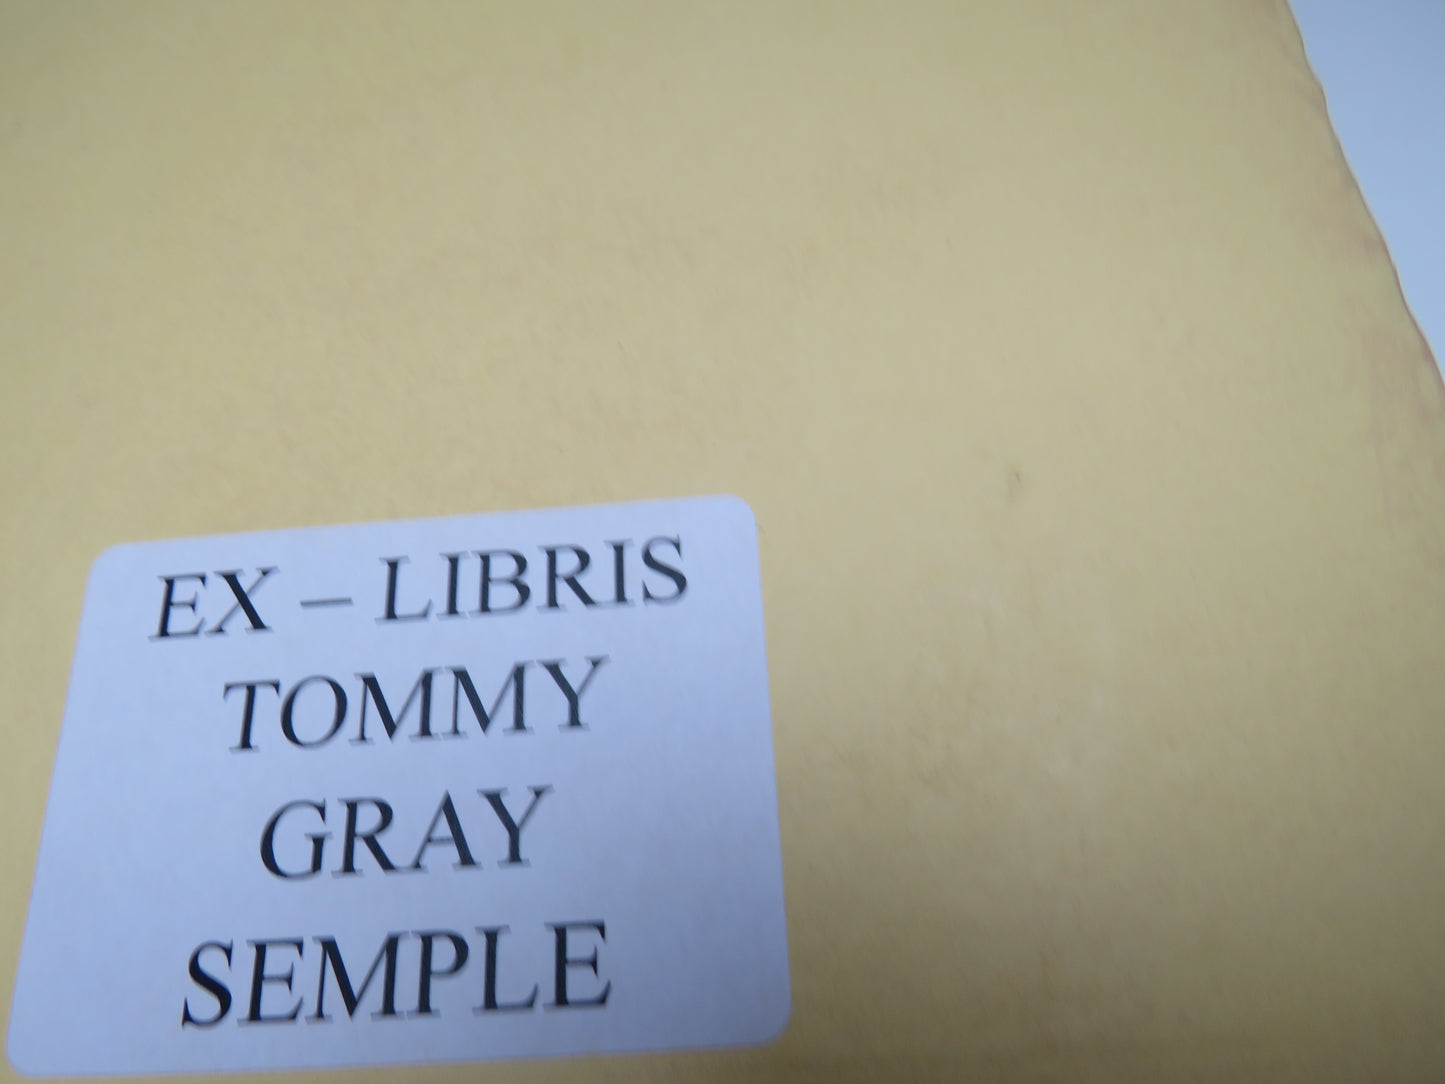 EX – LIBRIS
TOMMY
GRAY
SEMPLE